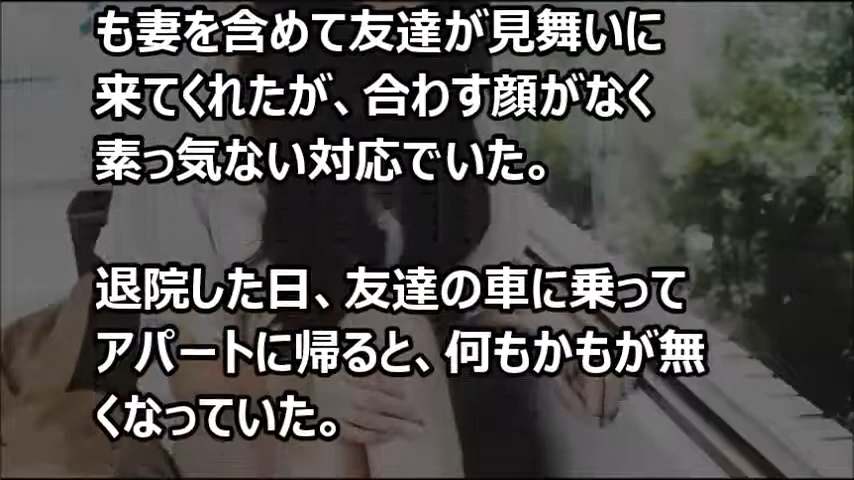 も妻を含めて友達が見舞いに
来てくれたが、合わす顔がなく
素っ気ない対応でいた。
退院した日、友達の車に乗って
アパートに帰ると、何もかもが無
くなっていた。